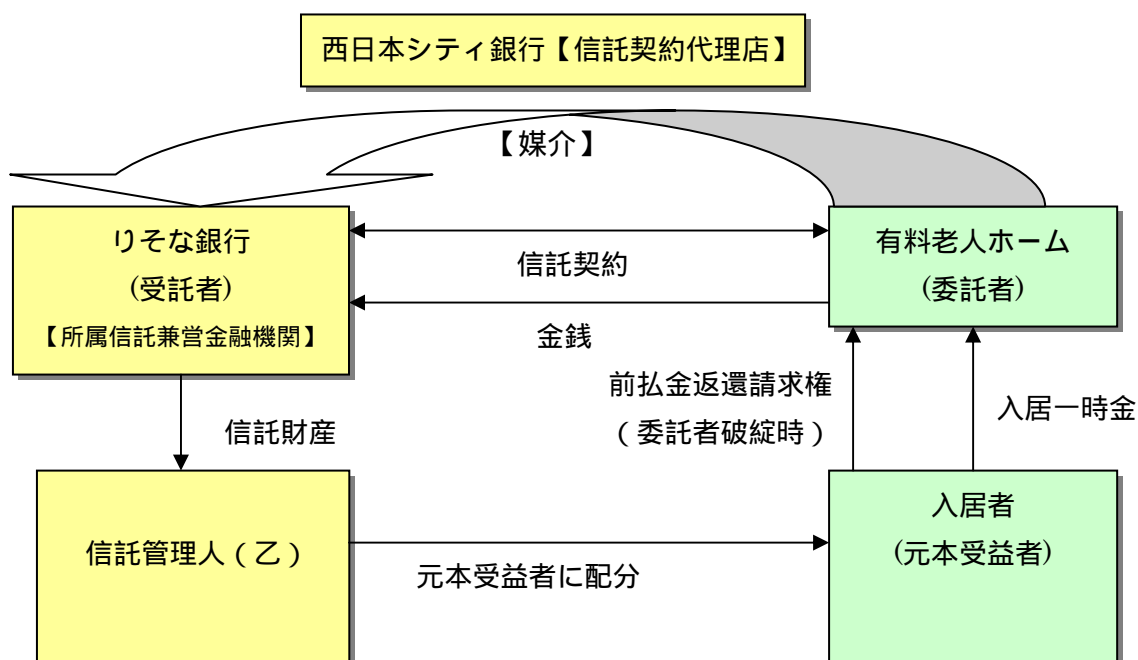 西日本シティ銀行【信託契約代理店】
【媒介】
りそな銀行
(受託者)
【所属信託兼営金融機関】
有料老人ホーム
(委託者)
信託契約
金銭
前払金返還請求権
（委託者破綻時）
入居一時金
信託財産
信託管理人（乙）
元本受益者に配分
入居者
(元本受益者)